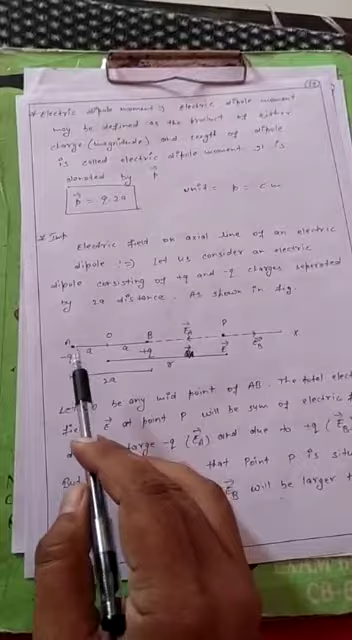 * Electric dipole moment :; Electric dipole moment
may be defined as the product of either
charge (magnitude) and length of dipole
is called electric dipole moment. It is
denoted by p⃗
p⃗ = q.2a unit = p = c.m
* Imp
Electric field on axial line of an electric
dipole :⇒) Let us consider an electric
dipole consisting of +q and -q charges seperated
by 2a distance. As shown in fig.
A O B E⃗A P x
-q a a +q E⃗ E⃗B
r
2a
be any mid point of AB. The total elect
E⃗ at point P will be sum of electric f
charge -q (E⃗A) and due to +q (E⃗B
that Point P is situ
But E⃗B will be larger t